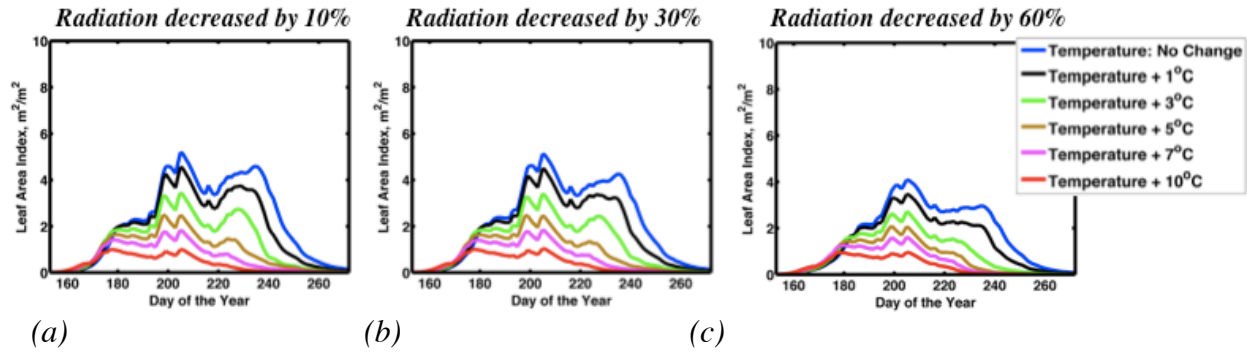 Radiation decreased by 10%
Radiation decreased by 30%
Radiation decreased by 60%
10
8
6
4
2
0
Leaf Area Index, m²/m²
160 180 200 220 240 260
Day of the Year
10
8
6
4
2
0
Leaf Area Index, m²/m²
160 180 200 220 240 260
Day of the Year
10
8
6
4
2
0
Leaf Area Index, m²/m²
160 180 200 220 240 260
Day of the Year
Temperature: No Change
Temperature + 1°C
Temperature + 3°C
Temperature + 5°C
Temperature + 7°C
Temperature + 10°C
(a)
(b)
(c)